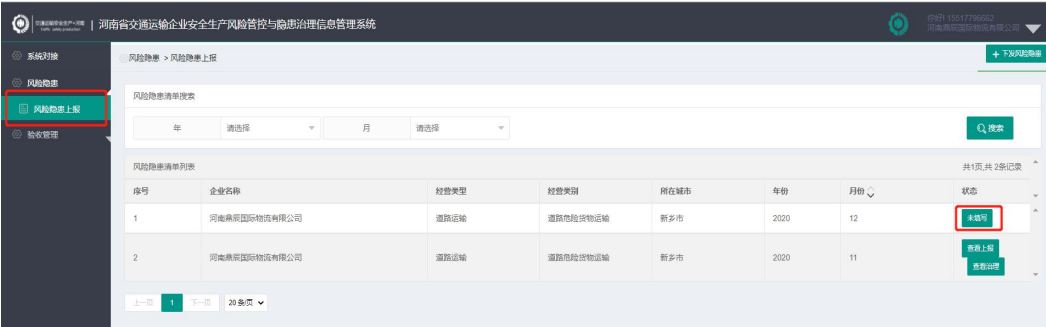 河南省交通运输企业安全生产风险管控与隐患治理信息管理系统
你好! 15517796662
河南鼎辰国际物流有限公司
系统对接
风险隐患
风险隐患上报
验收管理
风险隐患 > 风险隐患上报
+ 下发风险隐患
风险隐患清单搜索
年 请选择 月 请选择 搜索
风险隐患清单列表 共1页,共 2条记录
序号 企业名称 经营类型 经营类别 所在城市 年份 月份 状态
1 河南鼎辰国际物流有限公司 道路运输 道路危险货物运输 新乡市 2020 12 未填写
2 河南鼎辰国际物流有限公司 道路运输 道路危险货物运输 新乡市 2020 11 查看上报 查看治理
上一页 1 下一页 20 条/页